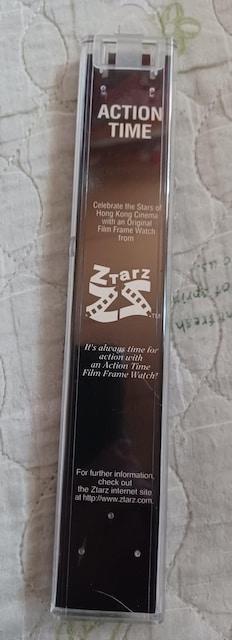 ACTION
TIME
Celebrate the Stars of
Hong Kong Cinema
with an Original
Film Frame Watch
from
ZTarz
TM
It's always time for
action with
an Action Time
Film Frame Watch!
For further information,
check out
the Ztarz internet site
at http://www.ztarz.com
fresh